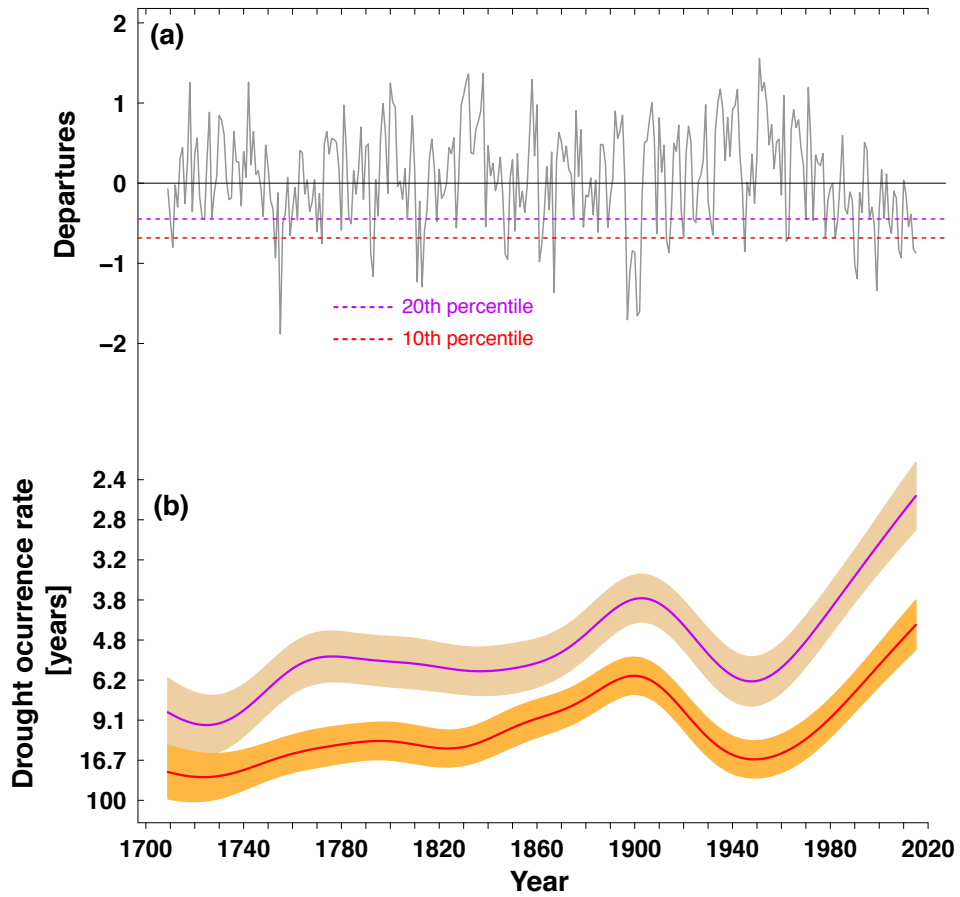 (a)
2
1
0
−1
−2
Departures
20th percentile
10th percentile
(b)
2.4
2.8
3.2
3.8
4.8
6.2
9.1
16.7
100
Drought ocurrence rate
[years]
1700 1740 1780 1820 1860 1900 1940 1980 2020
Year